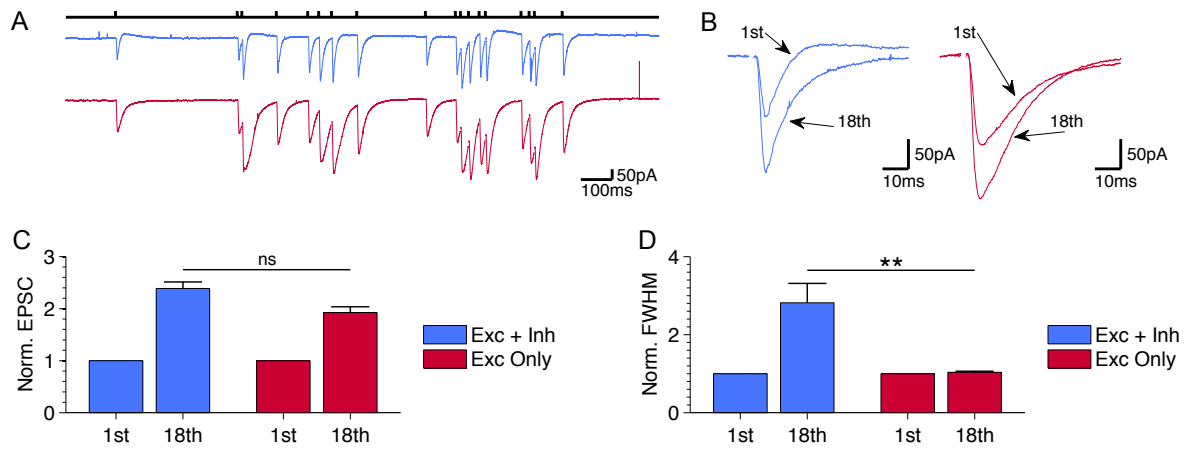 A
50pA
100ms
B
1st
18th
50pA
10ms
1st
18th
50pA
10ms
C
Norm. EPSC
3
2
1
0
ns
1st
18th
1st
18th
Exc + Inh
Exc Only
D
Norm. FWHM
4
2
0
**
1st
18th
1st
18th
Exc + Inh
Exc Only